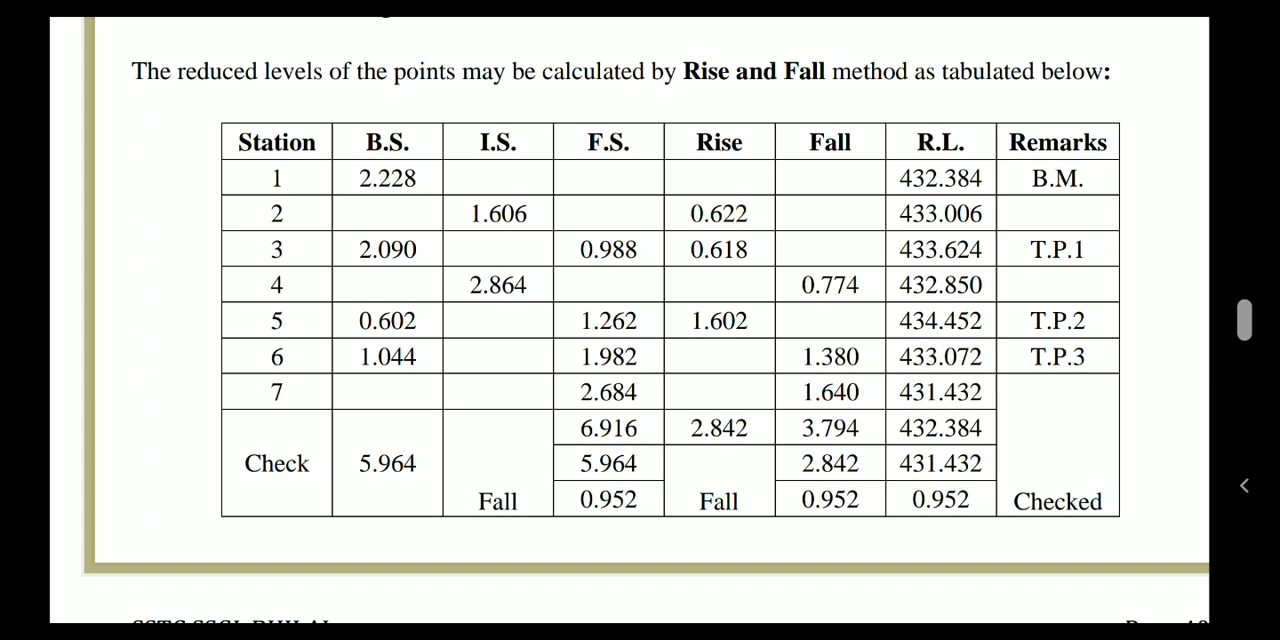 The reduced levels of the points may be calculated by Rise and Fall method as tabulated below:
Station B.S. I.S. F.S. Rise Fall R.L. Remarks
1 2.228 432.384 B.M.
2 1.606 0.622 433.006
3 2.090 0.988 0.618 433.624 T.P.1
4 2.864 0.774 432.850
5 0.602 1.262 1.602 434.452 T.P.2
6 1.044 1.982 1.380 433.072 T.P.3
7 2.684 1.640 431.432
6.916 2.842 3.794 432.384
Check 5.964 5.964 2.842 431.432
Fall 0.952 Fall 0.952 0.952 Checked